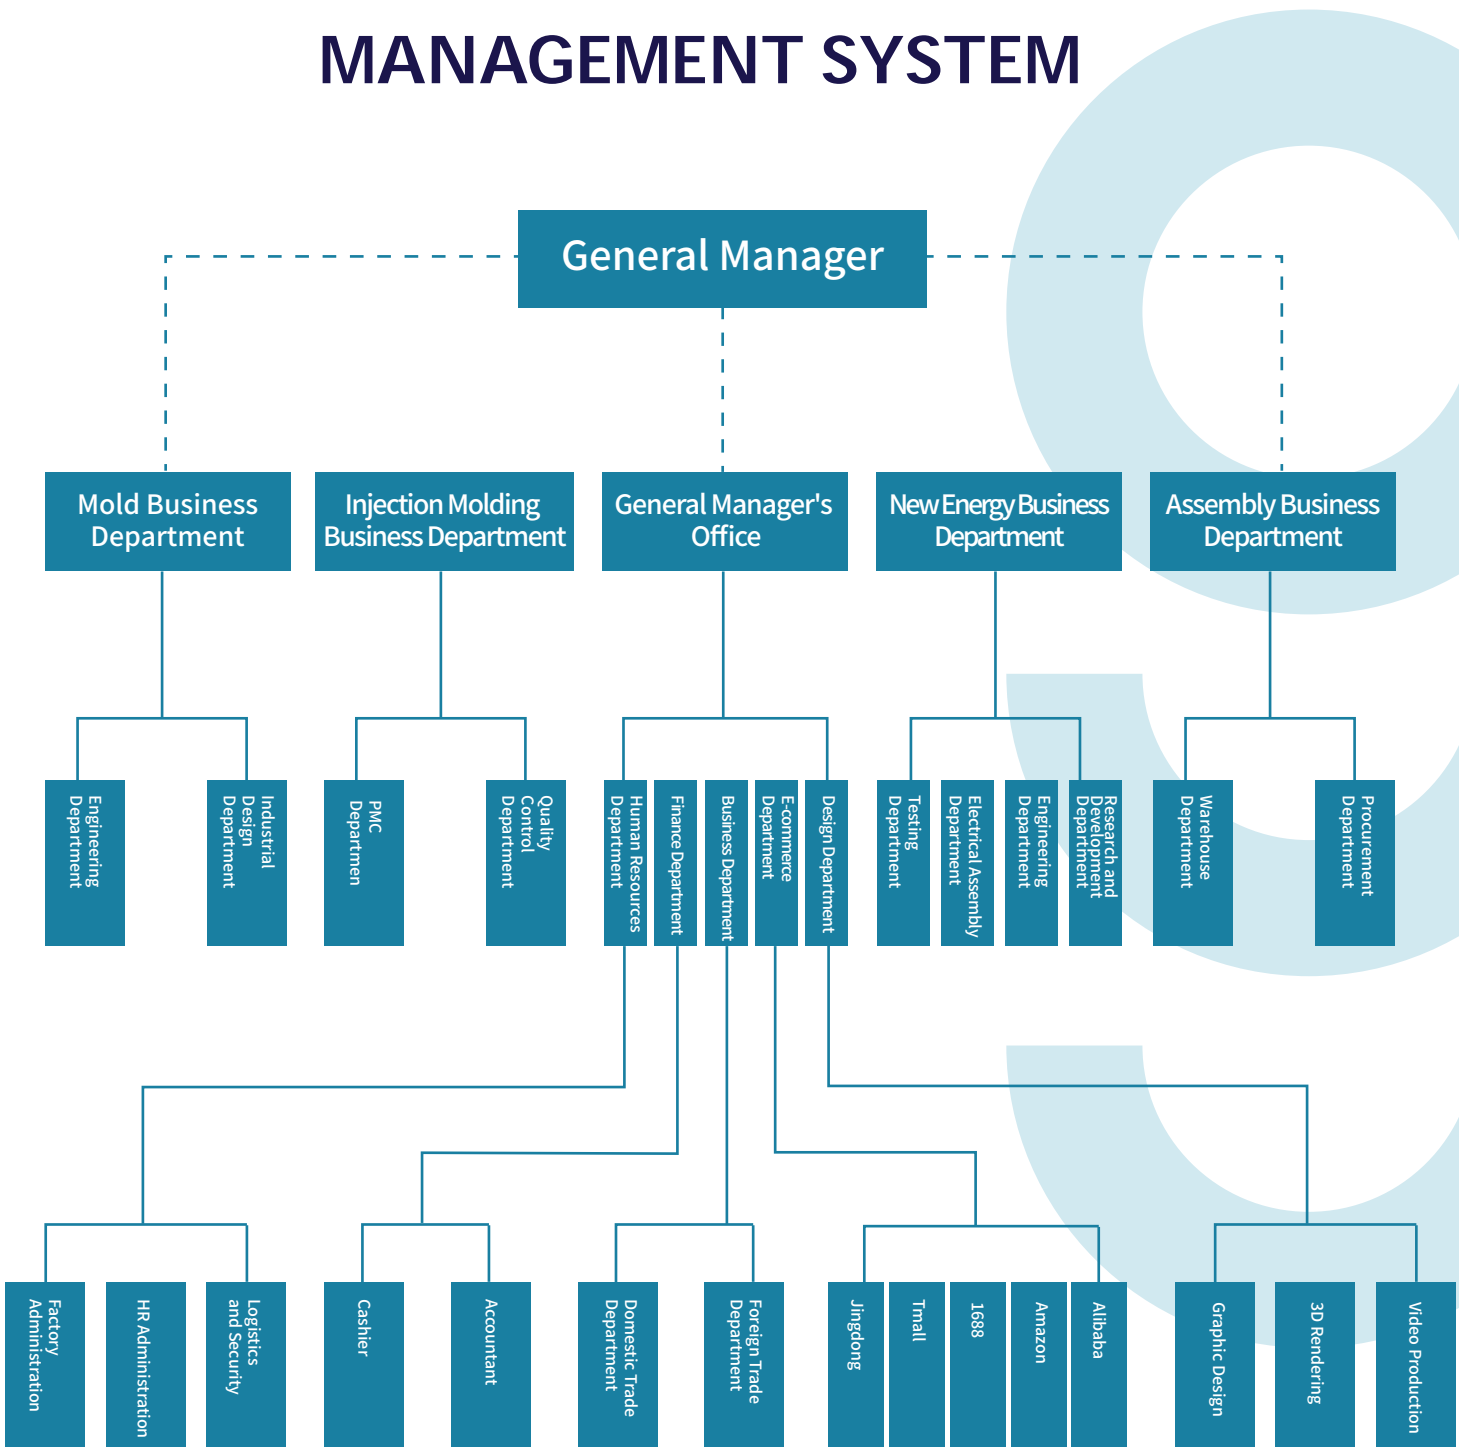 MANAGEMENT SYSTEM
General Manager
Mold Business
Department
Injection Molding
Business Department
General Manager's
Office
New Energy Business
Department
Assembly Business
Department
Engineering
Department
Industrial
Design
Department
PMC
Departmen
Quality
Control
Department
Human Resources
Department
Finance Department
Business Department
E-commerce
Department
Design Department
Testing
Department
Electrical Assembly
Department
Engineering
Department
Research and
Development
Department
Warehouse
Department
Procurement
Department
Factory
Administration
HR Administration
Logistics
and Security
Cashier
Accountant
Domestic Trade
Department
Foreign Trade
Department
Jingdong
Tmall
1688
Amazon
Alibaba
Graphic Design
3D Rendering
Video Production